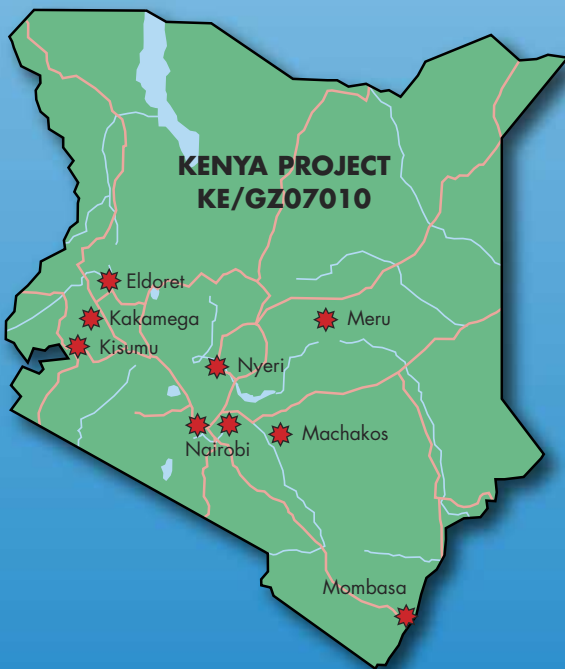 KENYA PROJECT
KE/GZ07010
Eldoret
Kakamega
Meru
Kisumu
Nyeri
Nairobi
Machakos
Mombasa